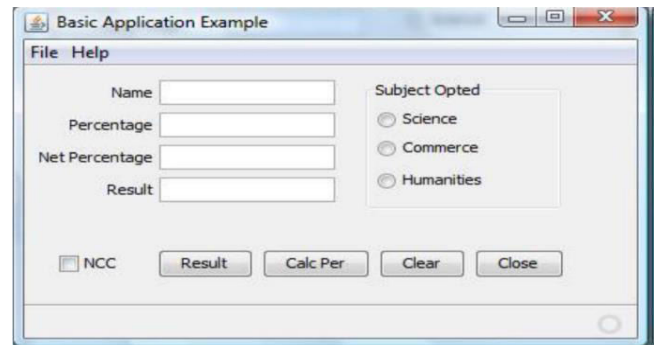 Basic Application Example
File Help
Name
Percentage
Net Percentage
Result
Subject Opted
Science
Commerce
Humanities
NCC
Result
Calc Per
Clear
Close